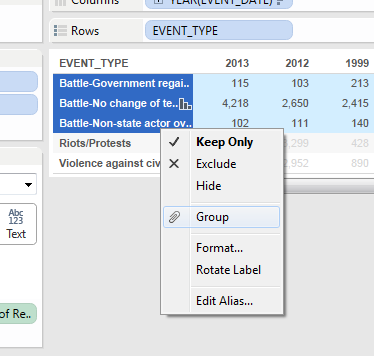 Columns YEAR(EVENT_DATE)
Rows EVENT_TYPE
EVENT_TYPE 2013 2012 1999
Battle-Government regai.. 115 103 213
Battle-No change of te.. 4,218 2,650 2,415
Battle-Non-state actor ov.. 102 111 140
Riots/Protests 3,299 428
Violence against civ 2,952 890
Keep Only
Exclude
Hide
Group
Format...
Rotate Label
Edit Alias...
Abc
123
Text
of Re..